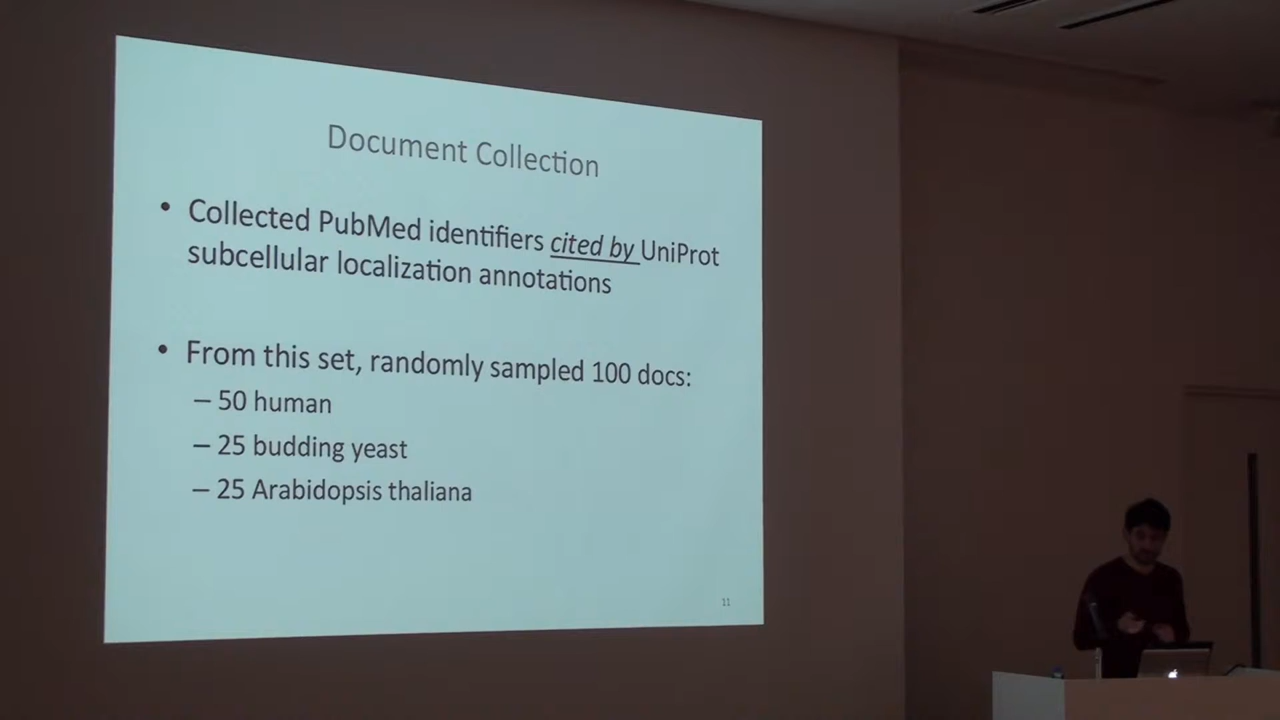 Document Collection
• Collected PubMed identifiers cited by UniProt
subcellular localization annotations
• From this set, randomly sampled 100 docs:
– 50 human
– 25 budding yeast
– 25 Arabidopsis thaliana
11